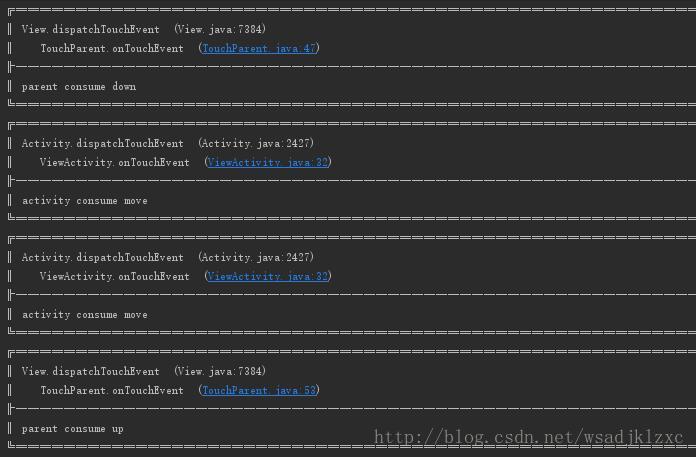 View.dispatchTouchEvent (View.java:7384)
TouchParent.onTouchEvent (TouchParent.java:47)
parent consume down
Activity.dispatchTouchEvent (Activity.java:2427)
ViewActivity.onTouchEvent (ViewActivity.java:32)
activity consume move
Activity.dispatchTouchEvent (Activity.java:2427)
ViewActivity.onTouchEvent (ViewActivity.java:32)
activity consume move
View.dispatchTouchEvent (View.java:7384)
TouchParent.onTouchEvent (TouchParent.java:53)
parent consume up
http://blog.csdn.net/wsadjklzxc